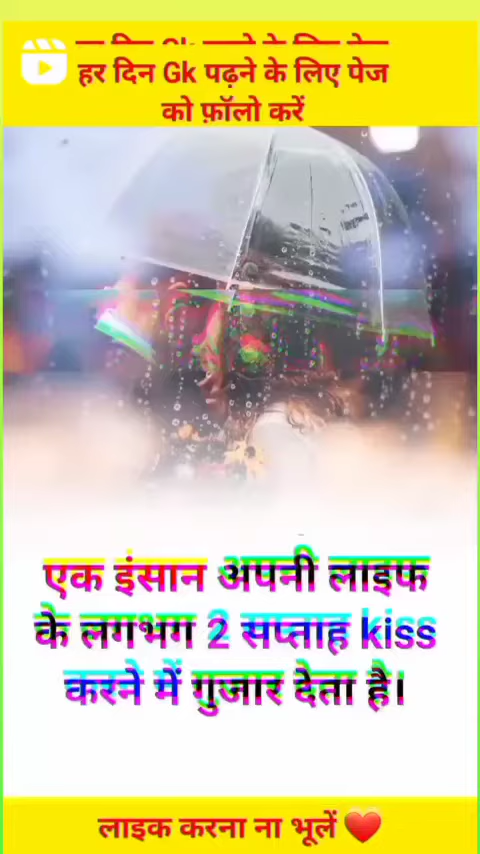 हर दिन Gk पढ़ने के लिए पेज
को फ़ॉलो करें
एक इंसान अपनी लाइफ
के लगभग 2 सप्ताह kiss
करने में गुजार देता है।
लाइक करना ना भूलें ❤️